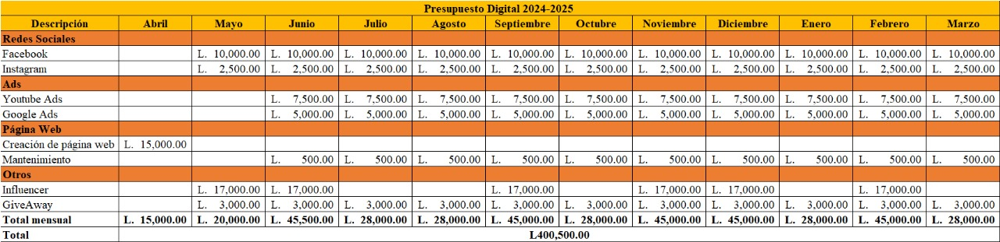 Presupuesto Digital 2024-2025
Descripción Abril Mayo Junio Julio Agosto Septiembre Octubre Noviembre Diciembre Enero Febrero Marzo
Redes Sociales
Facebook L. 10,000.00 L. 10,000.00 L. 10,000.00 L. 10,000.00 L. 10,000.00 L. 10,000.00 L. 10,000.00 L. 10,000.00 L. 10,000.00 L. 10,000.00 L. 10,000.00
Instagram L. 2,500.00 L. 2,500.00 L. 2,500.00 L. 2,500.00 L. 2,500.00 L. 2,500.00 L. 2,500.00 L. 2,500.00 L. 2,500.00 L. 2,500.00 L. 2,500.00
Ads
Youtube Ads L. 7,500.00 L. 7,500.00 L. 7,500.00 L. 7,500.00 L. 7,500.00 L. 7,500.00 L. 7,500.00 L. 7,500.00 L. 7,500.00 L. 7,500.00
Google Ads L. 5,000.00 L. 5,000.00 L. 5,000.00 L. 5,000.00 L. 5,000.00 L. 5,000.00 L. 5,000.00 L. 5,000.00 L. 5,000.00 L. 5,000.00
Página Web
Creación de página web L. 15,000.00
Mantenimiento L. 500.00 L. 500.00 L. 500.00 L. 500.00 L. 500.00 L. 500.00 L. 500.00 L. 500.00 L. 500.00 L. 500.00
Otros
Influencer L. 17,000.00 L. 17,000.00 L. 17,000.00 L. 17,000.00 L. 17,000.00 L. 17,000.00
GiveAway L. 3,000.00 L. 3,000.00 L. 3,000.00 L. 3,000.00 L. 3,000.00 L. 3,000.00 L. 3,000.00 L. 3,000.00 L. 3,000.00 L. 3,000.00 L. 3,000.00
Total mensual L. 15,000.00 L. 20,000.00 L. 45,500.00 L. 28,000.00 L. 28,000.00 L. 45,000.00 L. 28,000.00 L. 45,000.00 L. 45,000.00 L. 28,000.00 L. 45,000.00 L. 28,000.00
Total L400,500.00